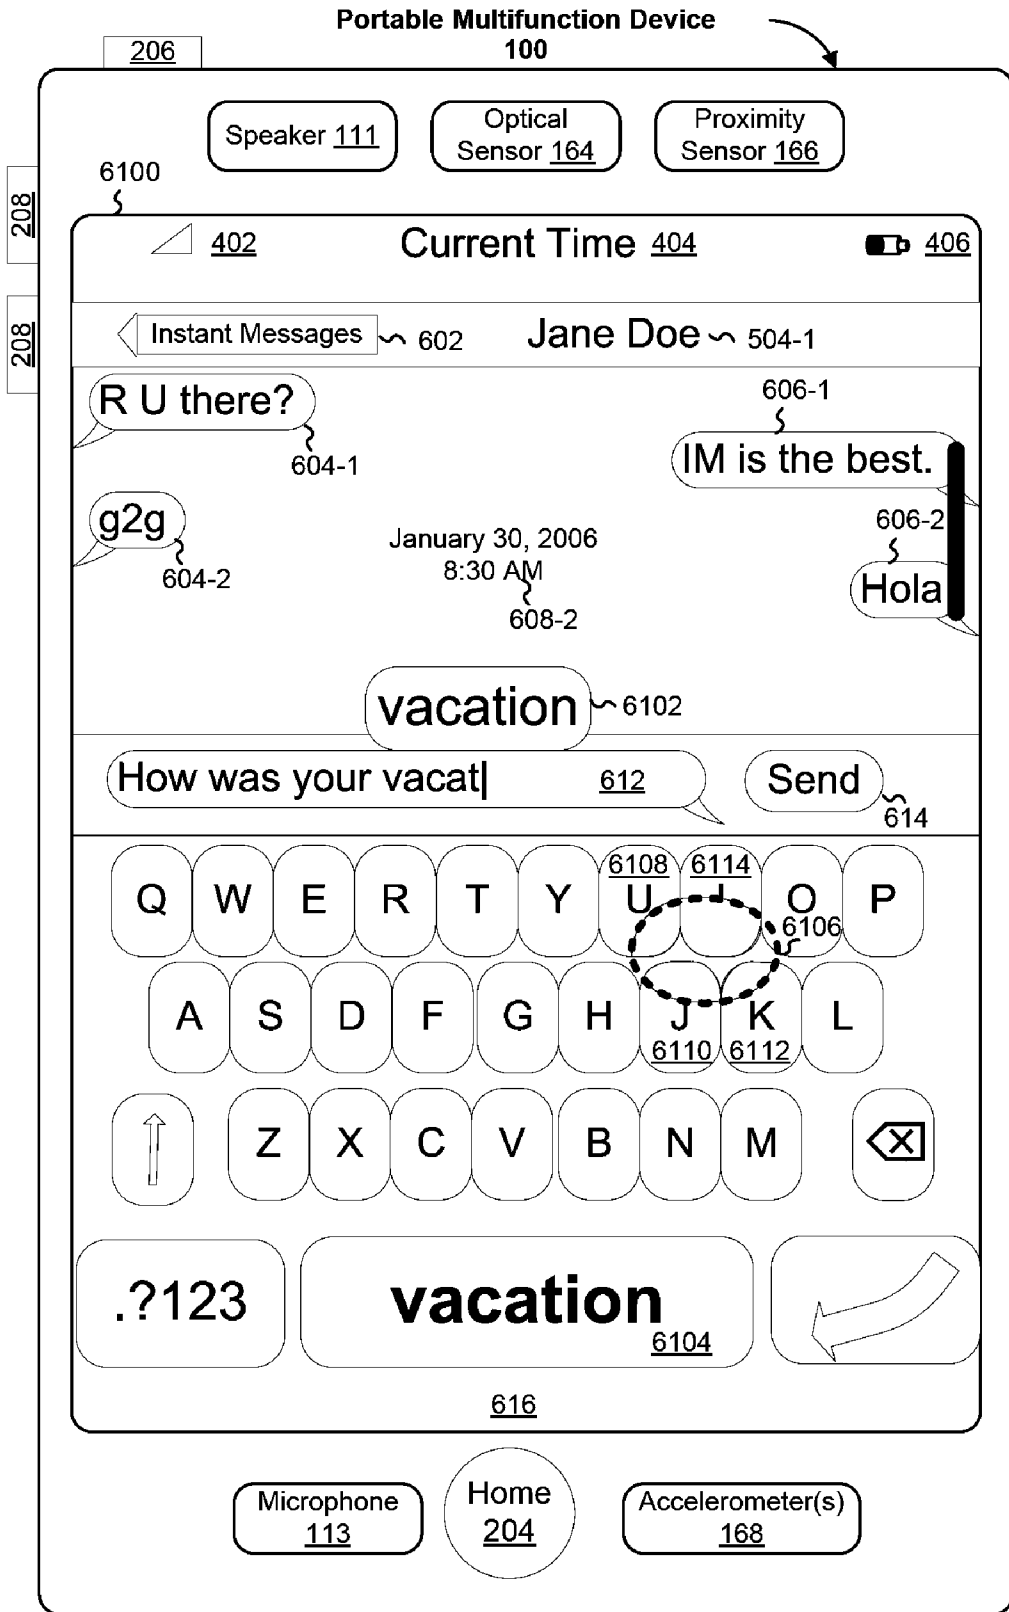 Portable Multifunction Device
100
206
Speaker 111
Optical
Sensor 164
Proximity
Sensor 166
208
208
6100
402
Current Time 404
406
Instant Messages
602
Jane Doe
504-1
R U there?
604-1
606-1
IM is the best.
g2g
604-2
January 30, 2006
8:30 AM
608-2
606-2
Hola
vacation
6102
How was your vacat
612
Send
614
6108
6114
Q W E R T Y U I O P
6106
A S D F G H J K L
6110
6112
Z X C V B N M
.?123
vacation
6104
616
Microphone
113
Home
204
Accelerometer(s)
168